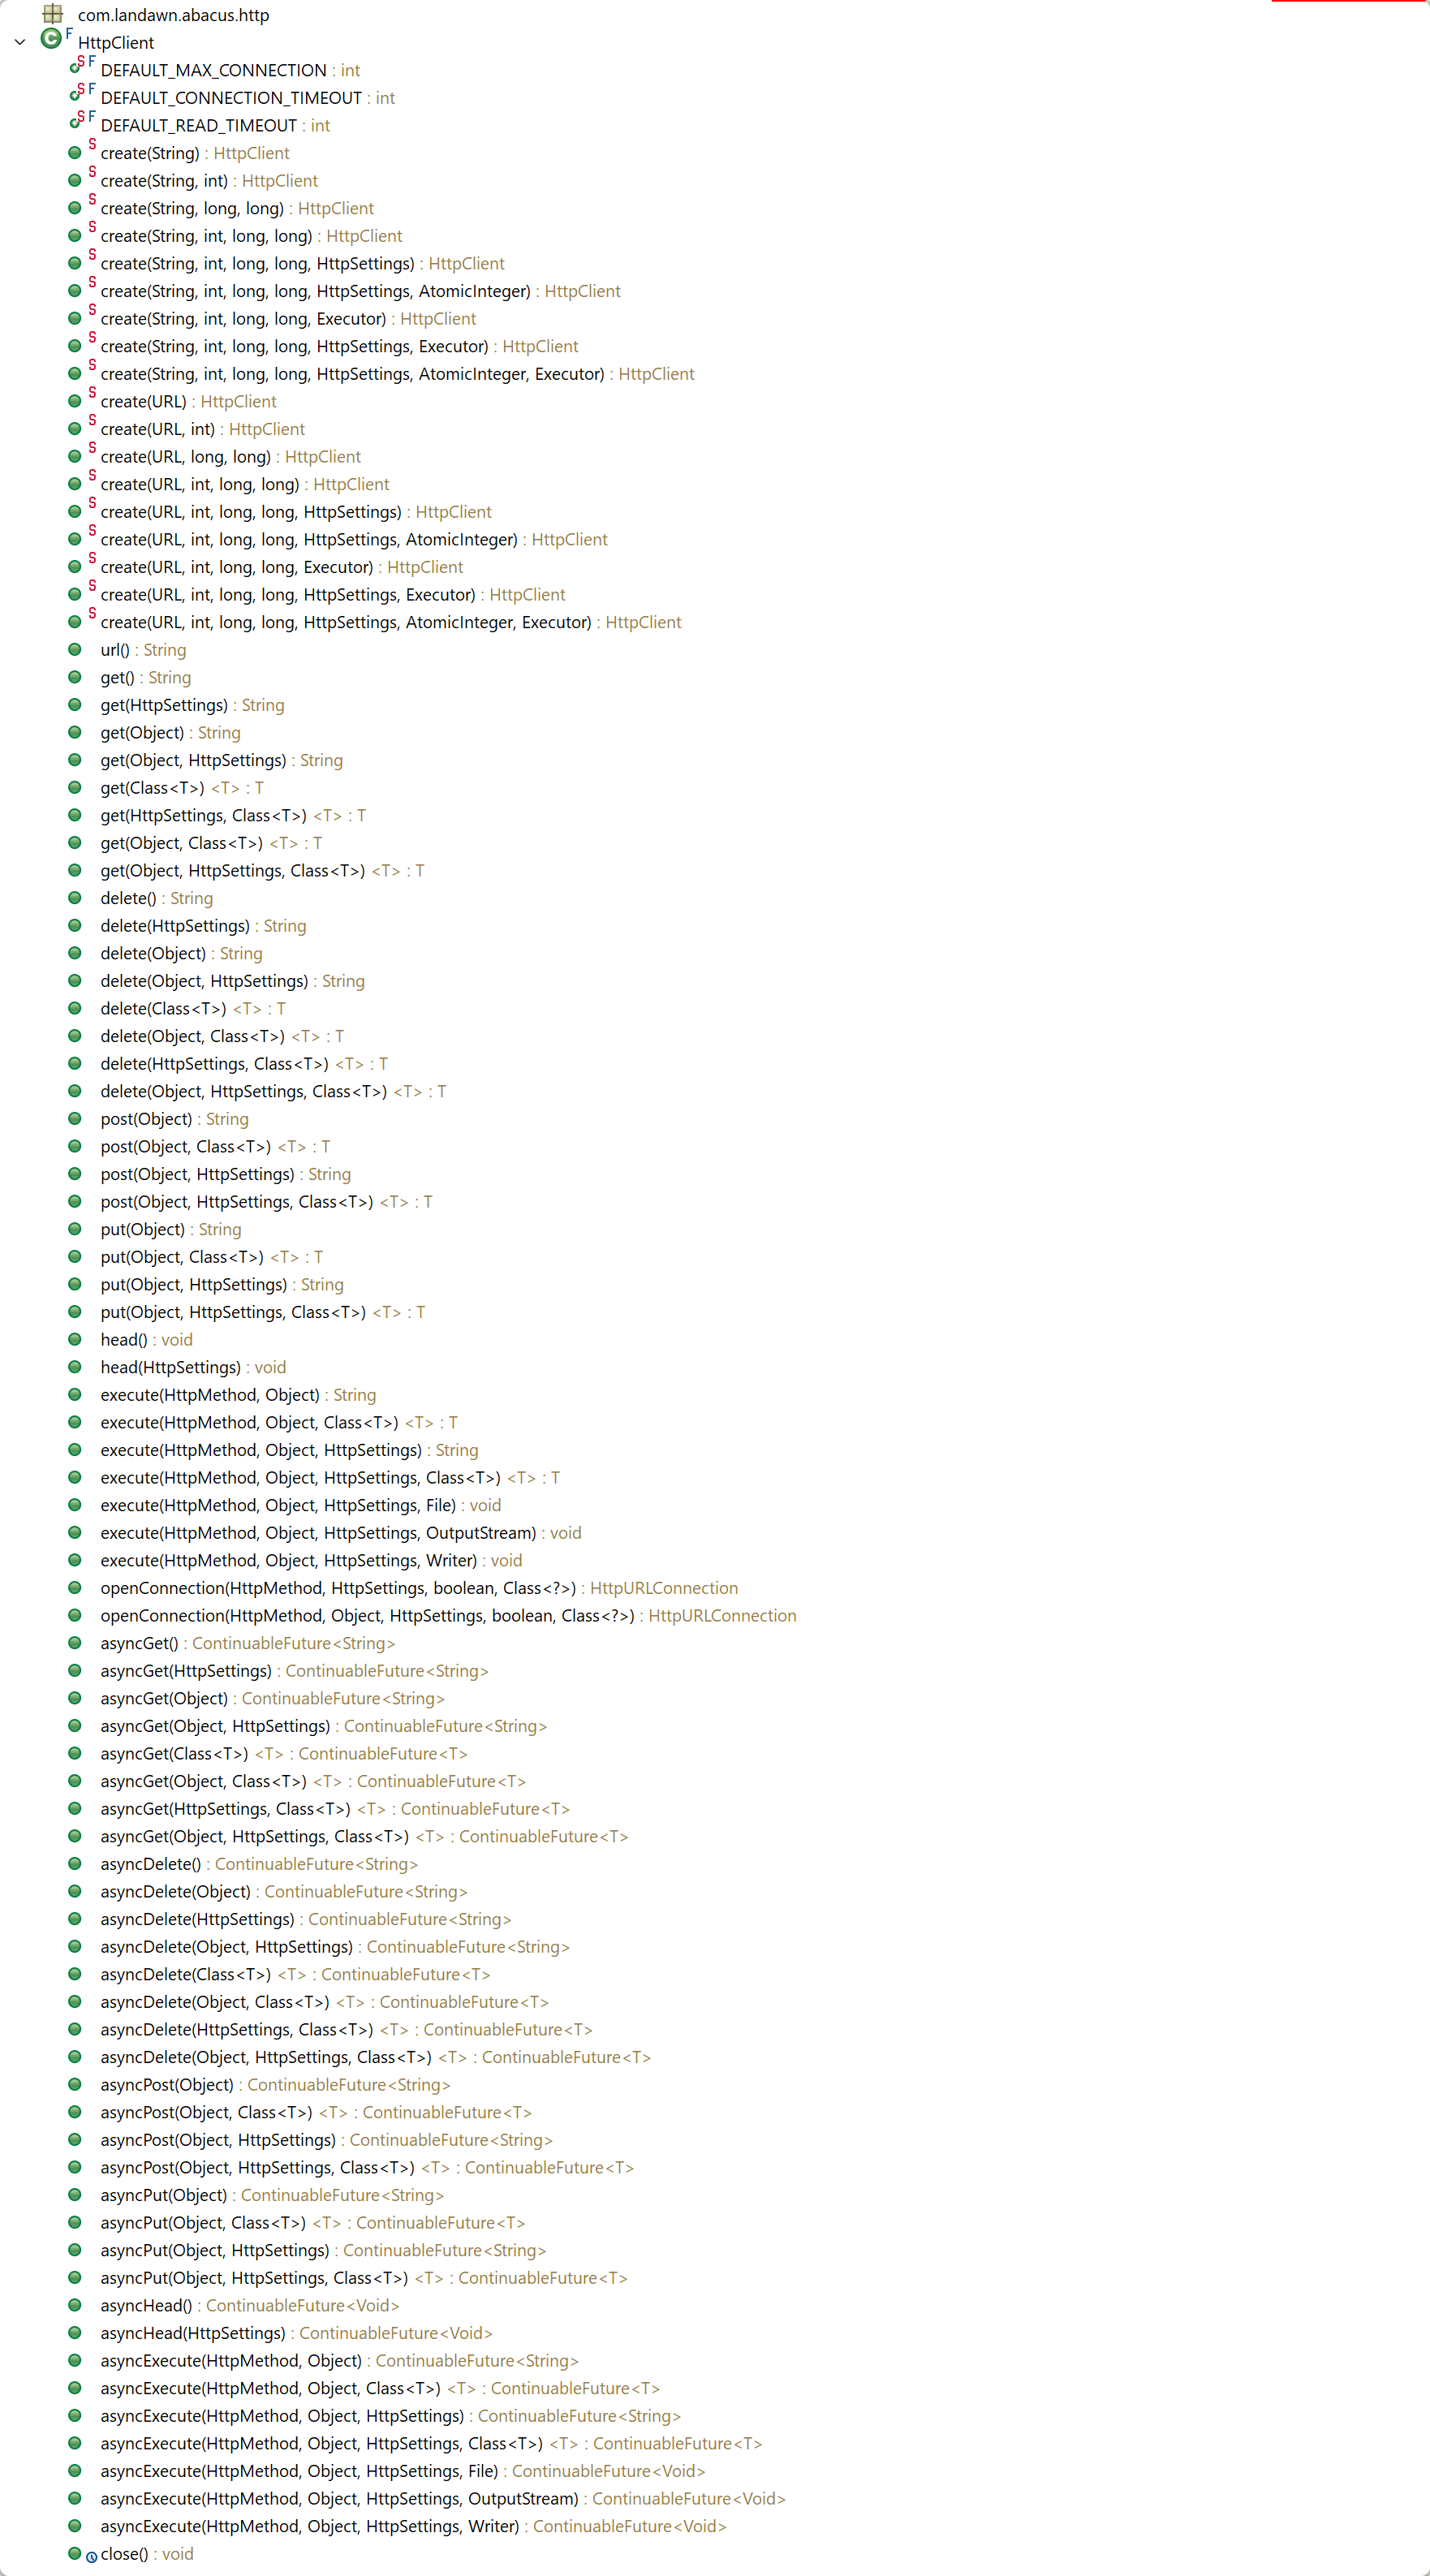 com.landawn.abacus.http
HttpClient
DEFAULT_MAX_CONNECTION : int
DEFAULT_CONNECTION_TIMEOUT : int
DEFAULT_READ_TIMEOUT : int
create(String) : HttpClient
create(String, int) : HttpClient
create(String, long, long) : HttpClient
create(String, int, long, long) : HttpClient
create(String, int, long, long, HttpSettings) : HttpClient
create(String, int, long, long, HttpSettings, AtomicInteger) : HttpClient
create(String, int, long, long, Executor) : HttpClient
create(String, int, long, long, HttpSettings, Executor) : HttpClient
create(String, int, long, long, HttpSettings, AtomicInteger, Executor) : HttpClient
create(URL) : HttpClient
create(URL, int) : HttpClient
create(URL, long, long) : HttpClient
create(URL, int, long, long) : HttpClient
create(URL, int, long, long, HttpSettings) : HttpClient
create(URL, int, long, long, HttpSettings, AtomicInteger) : HttpClient
create(URL, int, long, long, Executor) : HttpClient
create(URL, int, long, long, HttpSettings, Executor) : HttpClient
create(URL, int, long, long, HttpSettings, AtomicInteger, Executor) : HttpClient
url() : String
get() : String
get(HttpSettings) : String
get(Object) : String
get(Object, HttpSettings) : String
get(Class<T>) <T> : T
get(HttpSettings, Class<T>) <T> : T
get(Object, Class<T>) <T> : T
get(Object, HttpSettings, Class<T>) <T> : T
delete() : String
delete(HttpSettings) : String
delete(Object) : String
delete(Object, HttpSettings) : String
delete(Class<T>) <T> : T
delete(Object, Class<T>) <T> : T
delete(HttpSettings, Class<T>) <T> : T
delete(Object, HttpSettings, Class<T>) <T> : T
post(Object) : String
post(Object, Class<T>) <T> : T
post(Object, HttpSettings) : String
post(Object, HttpSettings, Class<T>) <T> : T
put(Object) : String
put(Object, Class<T>) <T> : T
put(Object, HttpSettings) : String
put(Object, HttpSettings, Class<T>) <T> : T
head() : void
head(HttpSettings) : void
execute(HttpMethod, Object) : String
execute(HttpMethod, Object, Class<T>) <T> : T
execute(HttpMethod, Object, HttpSettings) : String
execute(HttpMethod, Object, HttpSettings, Class<T>) <T> : T
execute(HttpMethod, Object, HttpSettings, File) : void
execute(HttpMethod, Object, HttpSettings, OutputStream) : void
execute(HttpMethod, Object, HttpSettings, Writer) : void
openConnection(HttpMethod, HttpSettings, boolean, Class<?>) : HttpURLConnection
openConnection(HttpMethod, Object, HttpSettings, boolean, Class<?>) : HttpURLConnection
asyncGet() : ContinuableFuture<String>
asyncGet(HttpSettings) : ContinuableFuture<String>
asyncGet(Object) : ContinuableFuture<String>
asyncGet(Object, HttpSettings) : ContinuableFuture<String>
asyncGet(Class<T>) <T> : ContinuableFuture<T>
asyncGet(Object, Class<T>) <T> : ContinuableFuture<T>
asyncGet(HttpSettings, Class<T>) <T> : ContinuableFuture<T>
asyncGet(Object, HttpSettings, Class<T>) <T> : ContinuableFuture<T>
asyncDelete() : ContinuableFuture<String>
asyncDelete(Object) : ContinuableFuture<String>
asyncDelete(HttpSettings) : ContinuableFuture<String>
asyncDelete(Object, HttpSettings) : ContinuableFuture<String>
asyncDelete(Class<T>) <T> : ContinuableFuture<T>
asyncDelete(Object, Class<T>) <T> : ContinuableFuture<T>
asyncDelete(HttpSettings, Class<T>) <T> : ContinuableFuture<T>
asyncDelete(Object, HttpSettings, Class<T>) <T> : ContinuableFuture<T>
asyncPost(Object) : ContinuableFuture<String>
asyncPost(Object, Class<T>) <T> : ContinuableFuture<T>
asyncPost(Object, HttpSettings) : ContinuableFuture<String>
asyncPost(Object, HttpSettings, Class<T>) <T> : ContinuableFuture<T>
asyncPut(Object) : ContinuableFuture<String>
asyncPut(Object, Class<T>) <T> : ContinuableFuture<T>
asyncPut(Object, HttpSettings) : ContinuableFuture<String>
asyncPut(Object, HttpSettings, Class<T>) <T> : ContinuableFuture<T>
asyncHead() : ContinuableFuture<Void>
asyncHead(HttpSettings) : ContinuableFuture<Void>
asyncExecute(HttpMethod, Object) : ContinuableFuture<String>
asyncExecute(HttpMethod, Object, Class<T>) <T> : ContinuableFuture<T>
asyncExecute(HttpMethod, Object, HttpSettings) : ContinuableFuture<String>
asyncExecute(HttpMethod, Object, HttpSettings, Class<T>) <T> : ContinuableFuture<T>
asyncExecute(HttpMethod, Object, HttpSettings, File) : ContinuableFuture<Void>
asyncExecute(HttpMethod, Object, HttpSettings, OutputStream) : ContinuableFuture<Void>
asyncExecute(HttpMethod, Object, HttpSettings, Writer) : ContinuableFuture<Void>
close() : void